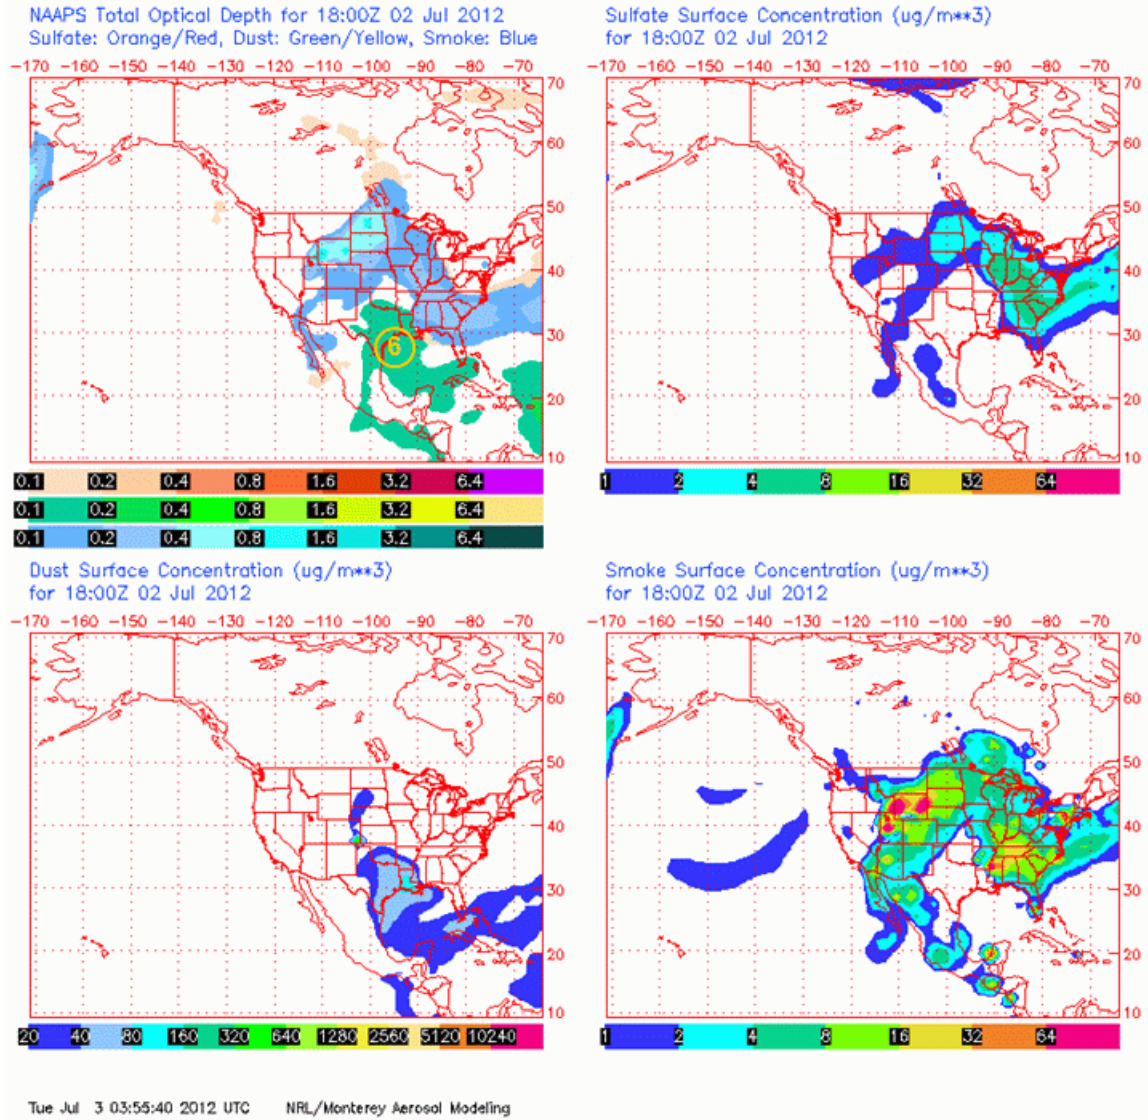 NAAPS Total Optical Depth for 18:00Z 02 Jul 2012
Sulfate: Orange/Red, Dust: Green/Yellow, Smoke: Blue
-170 -160 -150 -140 -130 -120 -110 -100 -90 -80 -70
70
60
50
40
30
6
20
10
0.1 0.2 0.4 0.8 1.6 3.2 6.4
0.1 0.2 0.4 0.8 1.6 3.2 6.4
0.1 0.2 0.4 0.8 1.6 3.2 6.4
Sulfate Surface Concentration (ug/m**3)
for 18:00Z 02 Jul 2012
-170 -160 -150 -140 -130 -120 -110 -100 -90 -80 -70
70
60
50
40
30
20
10
1 2 4 8 16 32 64
Dust Surface Concentration (ug/m**3)
for 18:00Z 02 Jul 2012
-170 -160 -150 -140 -130 -120 -110 -100 -90 -80 -70
70
60
50
40
30
20
10
20 40 80 160 320 640 1280 2560 5120 10240
Smoke Surface Concentration (ug/m**3)
for 18:00Z 02 Jul 2012
-170 -160 -150 -140 -130 -120 -110 -100 -90 -80 -70
70
60
50
40
30
20
10
1 2 4 8 16 32 64
Tue Jul 3 03:55:40 2012 UTC NRL/Monterey Aerosol Modeling